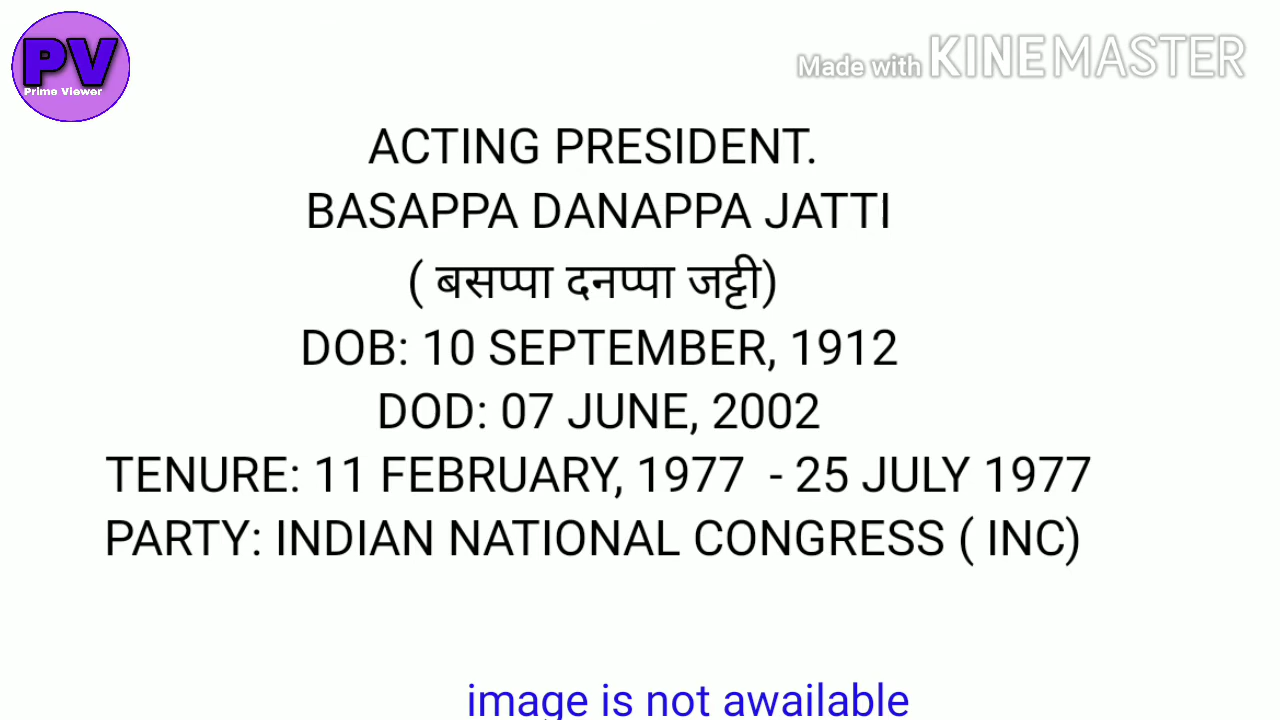 PV
Prime Viewer
Made with KINEMASTER
ACTING PRESIDENT.
BASAPPA DANAPPA JATTI
( बसप्पा दनप्पा जट्टी)
DOB: 10 SEPTEMBER, 1912
DOD: 07 JUNE, 2002
TENURE: 11 FEBRUARY, 1977 - 25 JULY 1977
PARTY: INDIAN NATIONAL CONGRESS ( INC)
image is not awailable